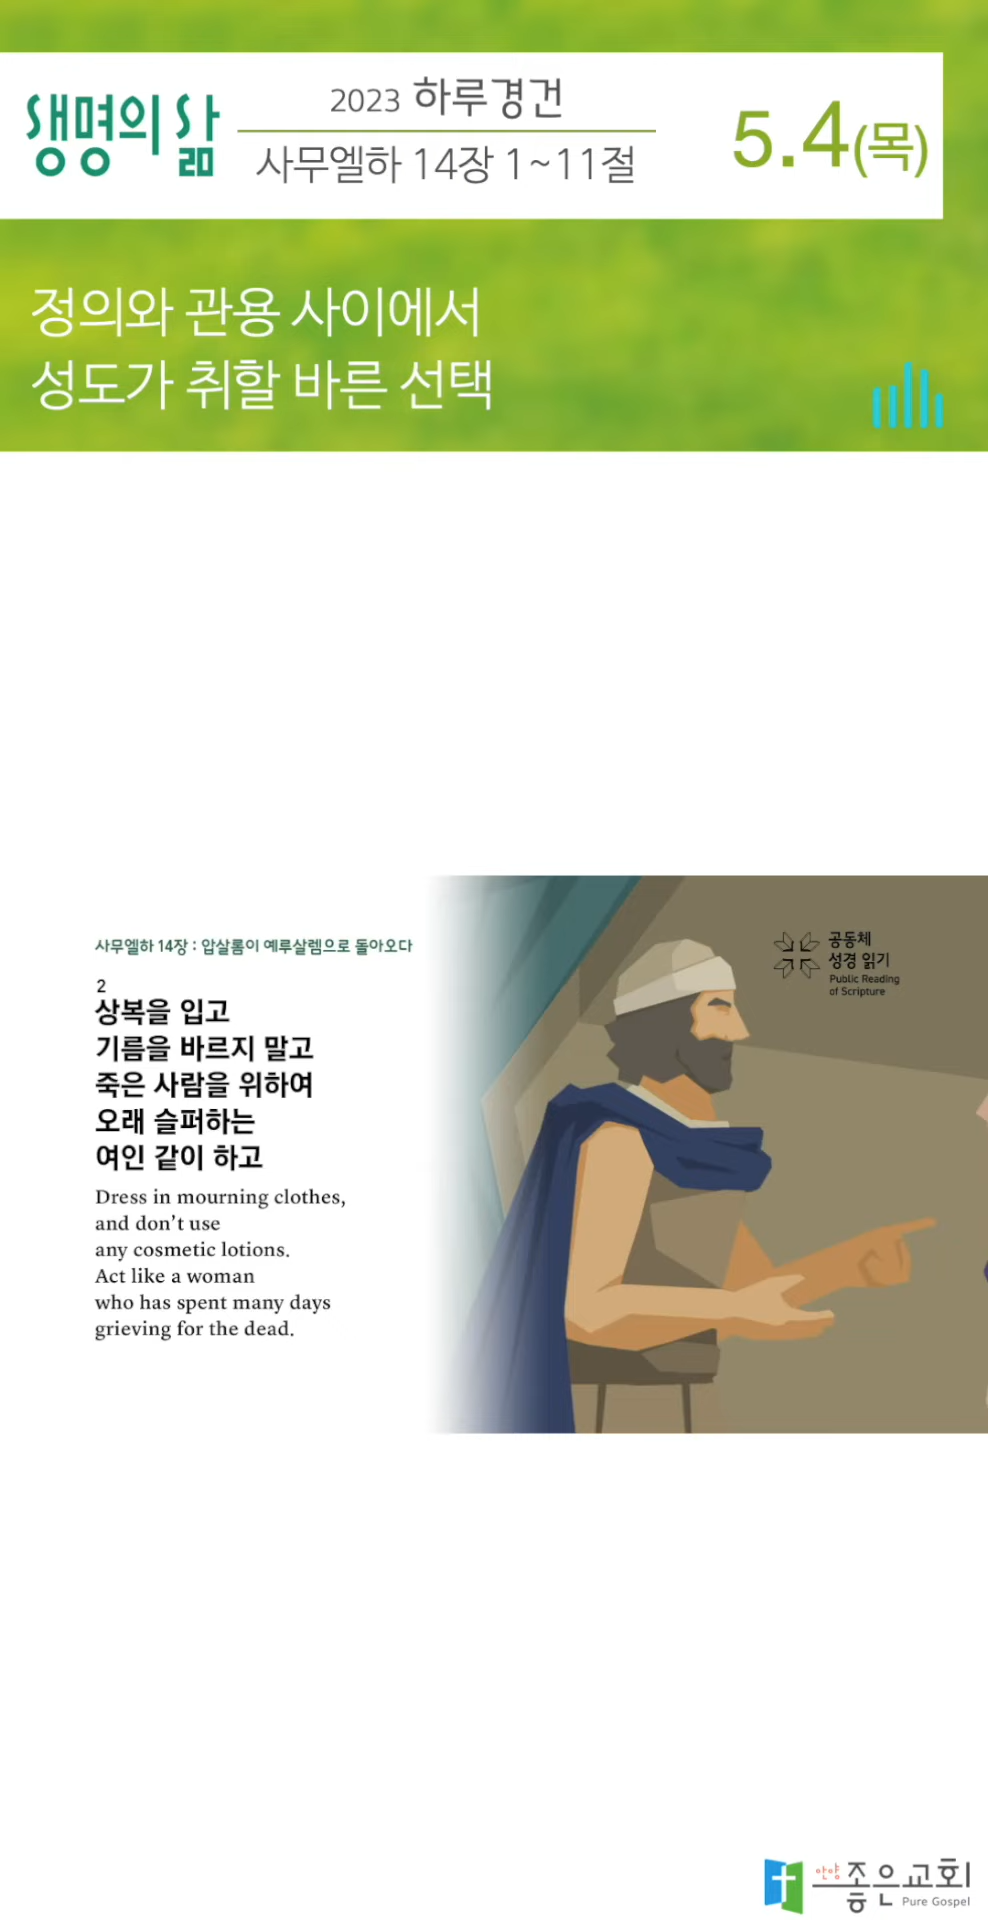 생명의 삶
2023 하루경건
사무엘하 14장 1~11절
5.4(목)
정의와 관용 사이에서
성도가 취할 바른 선택
사무엘하 14장 : 압살롬이 예루살렘으로 돌아오다
2
상복을 입고
기름을 바르지 말고
죽은 사람을 위하여
오래 슬퍼하는
여인 같이 하고
Dress in mourning clothes,
and don’t use
any cosmetic lotions.
Act like a woman
who has spent many days
grieving for the dead.
공동체
성경 읽기
Public Reading
of Scripture
안양 좋은교회
Pure Gospel